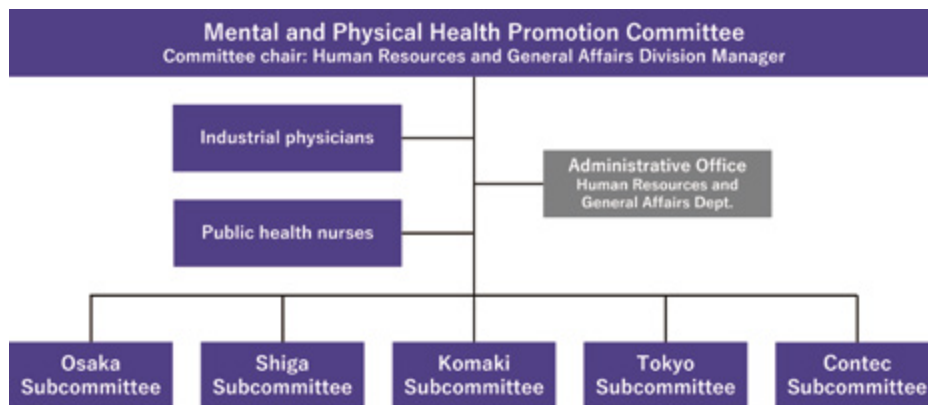 Mental and Physical Health Promotion Committee
Committee chair: Human Resources and General Affairs Division Manager
Industrial physicians
Administrative Office
Human Resources and
General Affairs Dept.
Public health nurses
Osaka
Subcommittee
Shiga
Subcommittee
Komaki
Subcommittee
Tokyo
Subcommittee
Contec
Subcommittee